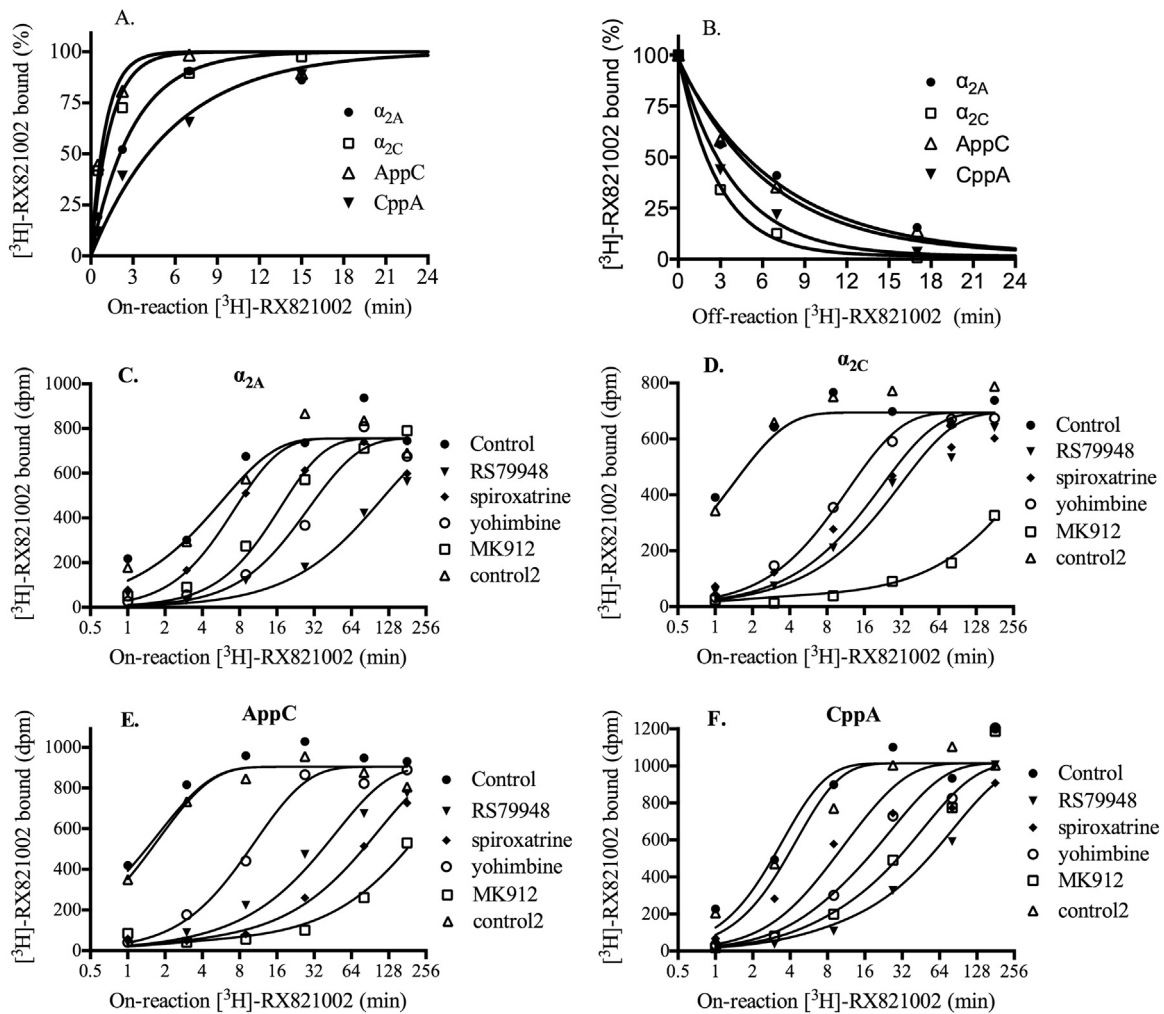 A.
[³H]-RX821002 bound (%)
100
75
50
25
0
0 3 6 9 12 15 18 21 24
On-reaction [³H]-RX821002 (min)
α2A
α2C
AppC
CppA
B.
[³H]-RX821002 bound (%)
100
75
50
25
0
0 3 6 9 12 15 18 21 24
Off-reaction [³H]-RX821002 (min)
α2A
α2C
AppC
CppA
C.
α2A
[³H]-RX821002 bound (dpm)
1000
800
600
400
200
0
0.5 1 2 4 8 16 32 64 128 256
On-reaction [³H]-RX821002 (min)
Control
RS79948
spiroxatrine
yohimbine
MK912
control2
D.
α2C
[³H]-RX821002 bound (dpm)
800
600
400
200
0
0.5 1 2 4 8 16 32 64 128 256
On-reaction [³H]-RX821002 (min)
Control
RS79948
spiroxatrine
yohimbine
MK912
control2
E.
AppC
[³H]-RX821002 bound (dpm)
1000
800
600
400
200
0
0.5 1 2 4 8 16 32 64 128 256
On-reaction [³H]-RX821002 (min)
Control
RS79948
spiroxatrine
yohimbine
MK912
control2
F.
CppA
[³H]-RX821002 bound (dpm)
1200
1000
800
600
400
200
0
0.5 1 2 4 8 16 32 64 128 256
On-reaction [³H]-RX821002 (min)
Control
RS79948
spiroxatrine
yohimbine
MK912
control2